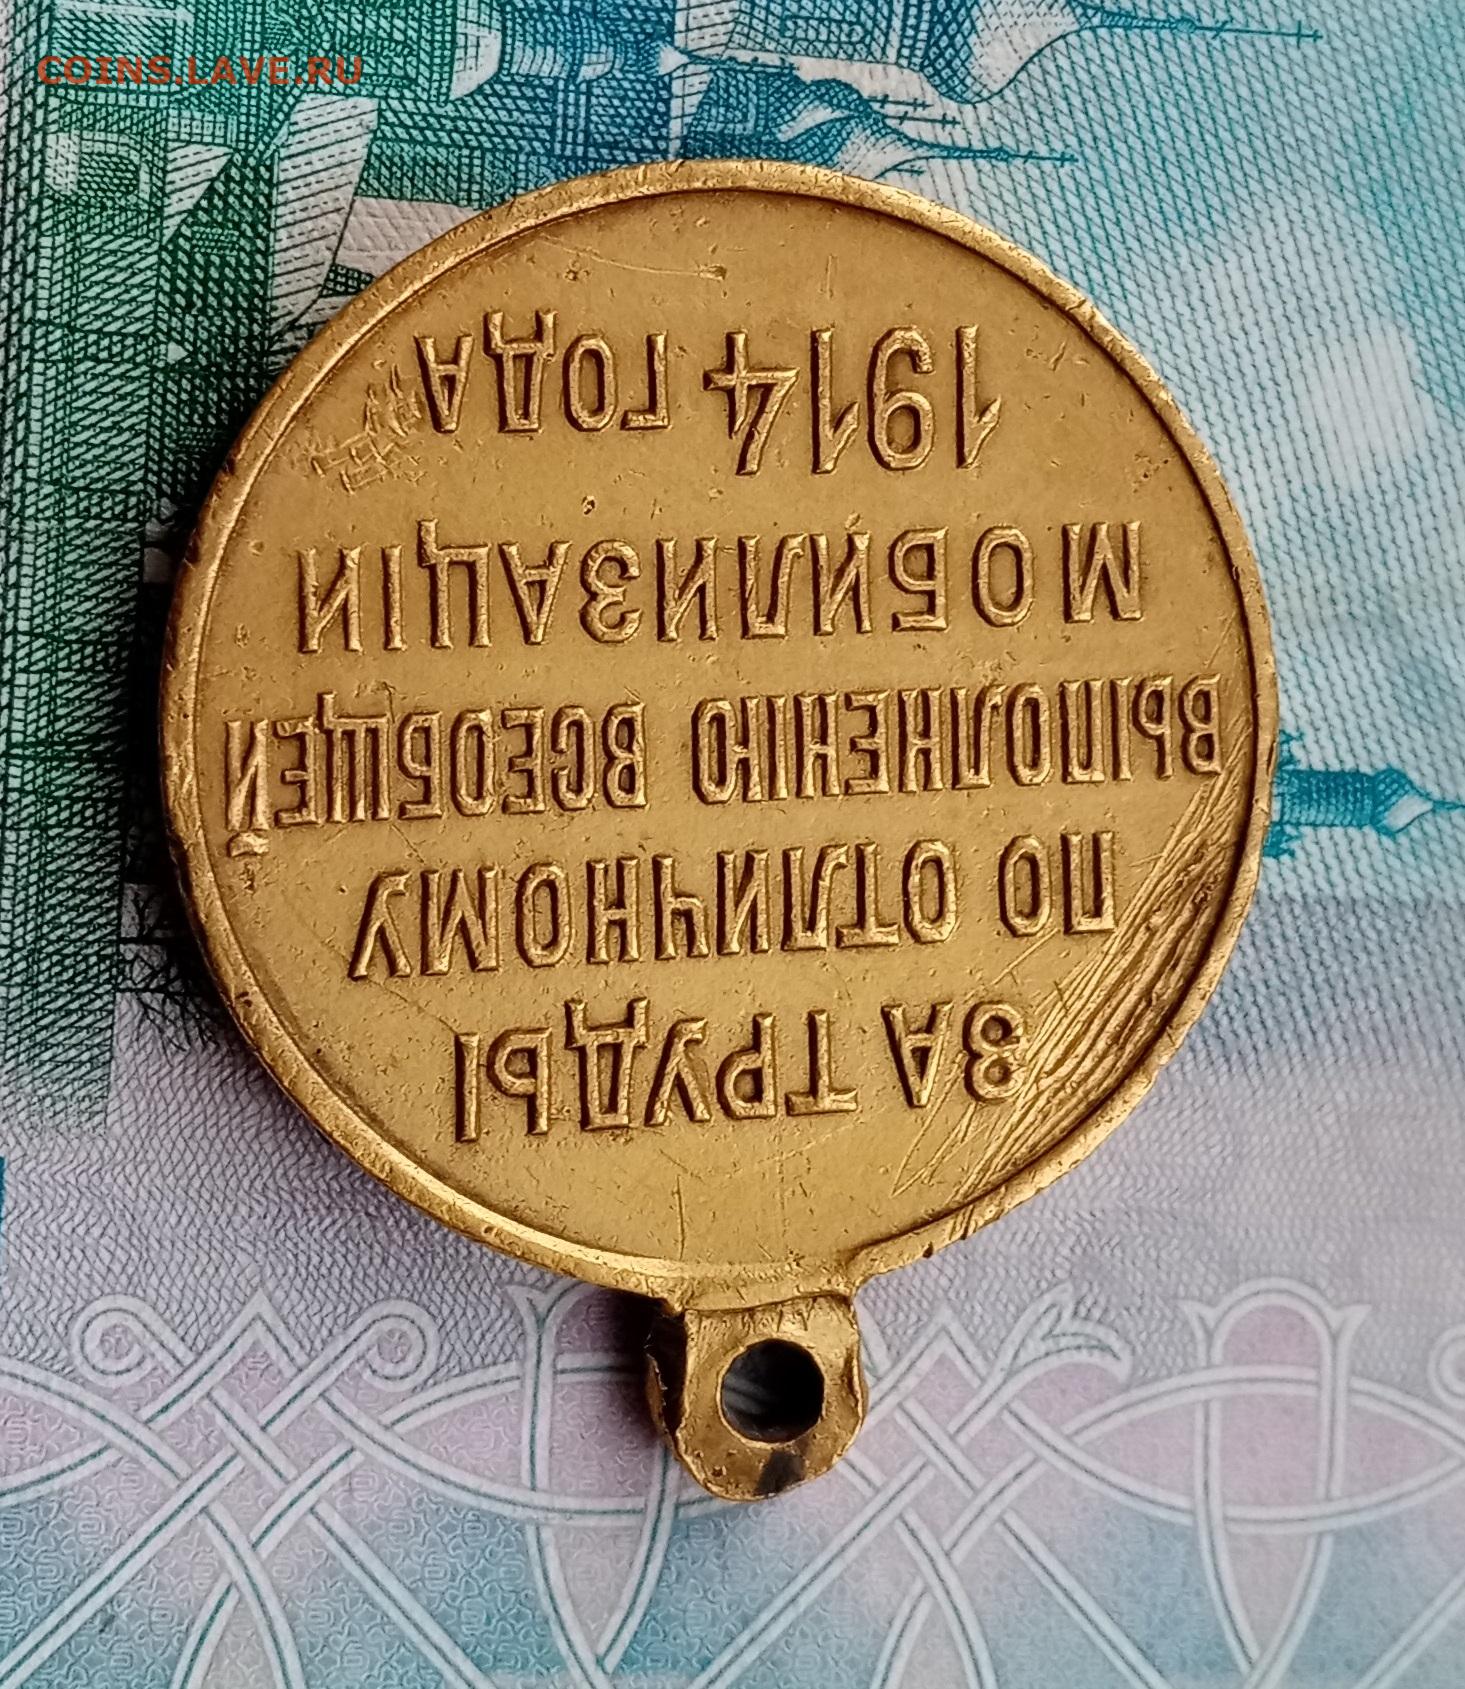 COINS.LAVE.RU
ЗА ТРУДЫ
ПО ОТЛИЧНОМУ
ВЫПОЛНЕНІЮ ВСЕОБЩЕЙ
МОБИЛИЗАЦІИ
1914 ГОДА